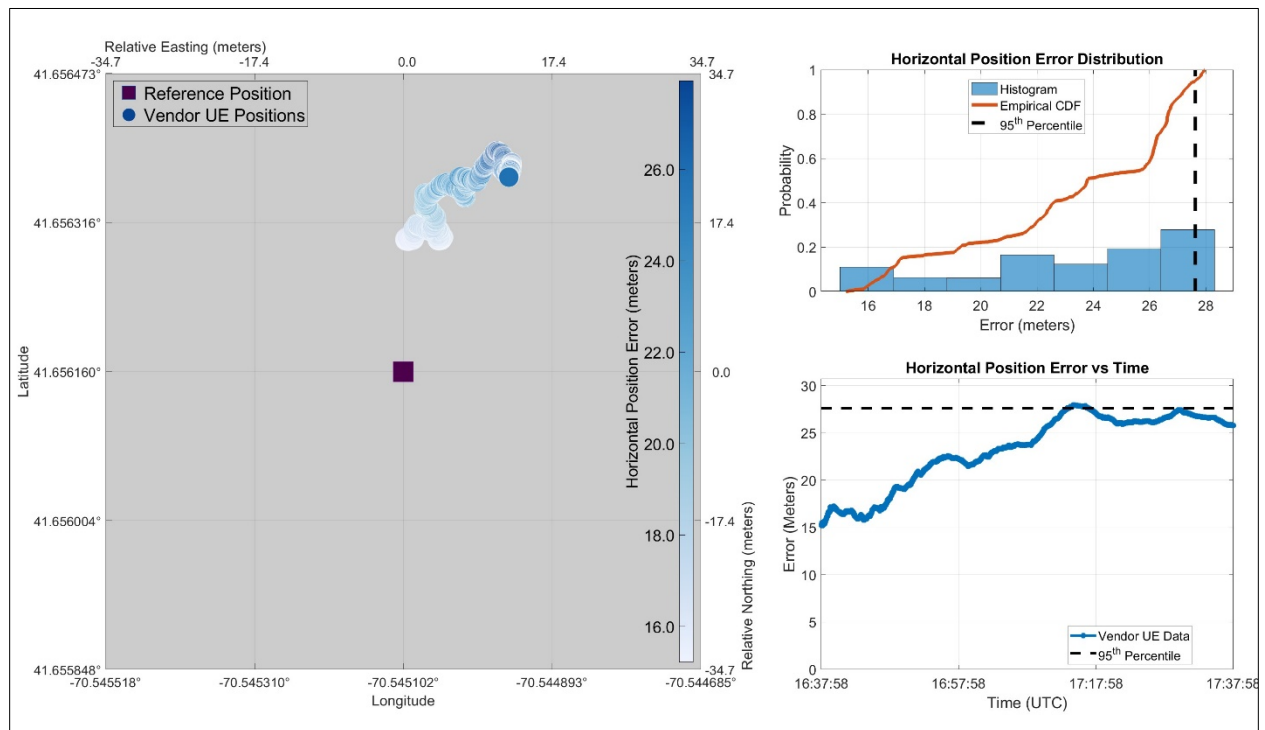 Relative Easting (meters)
-34.7 -17.4 0.0 17.4 34.7
41.656473° 34.7
Reference Position
Vendor UE Positions
26.0
41.656316° 17.4
24.0
22.0
41.656160° 0.0
20.0
41.656004° -17.4
18.0
16.0
41.655848° -34.7
-70.545518° -70.545310° -70.545102° -70.544893° -70.544685°
Longitude
Latitude
Horizontal Position Error (meters)
Relative Northing (meters)
Horizontal Position Error Distribution
Histogram
Empirical CDF
95th Percentile
1
0.8
0.6
0.4
0.2
0
Probability
16 18 20 22 24 26 28
Error (meters)
Horizontal Position Error vs Time
30
25
20
15
10
5
0
Error (Meters)
Vendor UE Data
95th Percentile
16:37:58 16:57:58 17:17:58 17:37:58
Time (UTC)